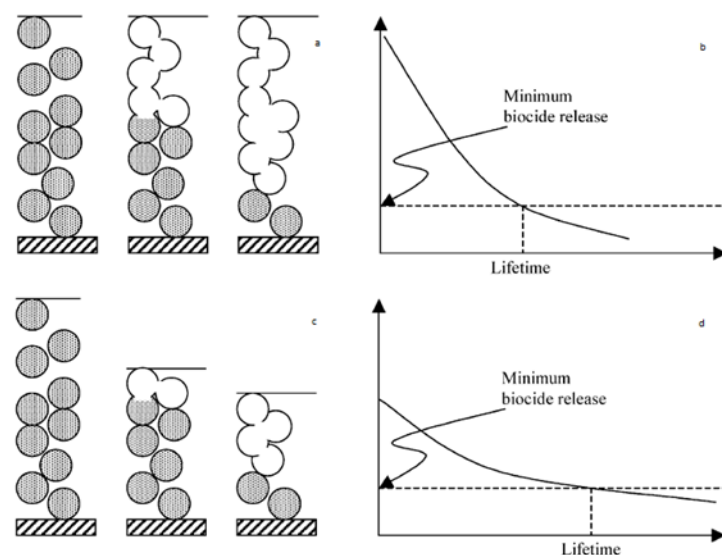 a
b
Minimum
biocide release
Lifetime
c
d
Minimum
biocide release
Lifetime